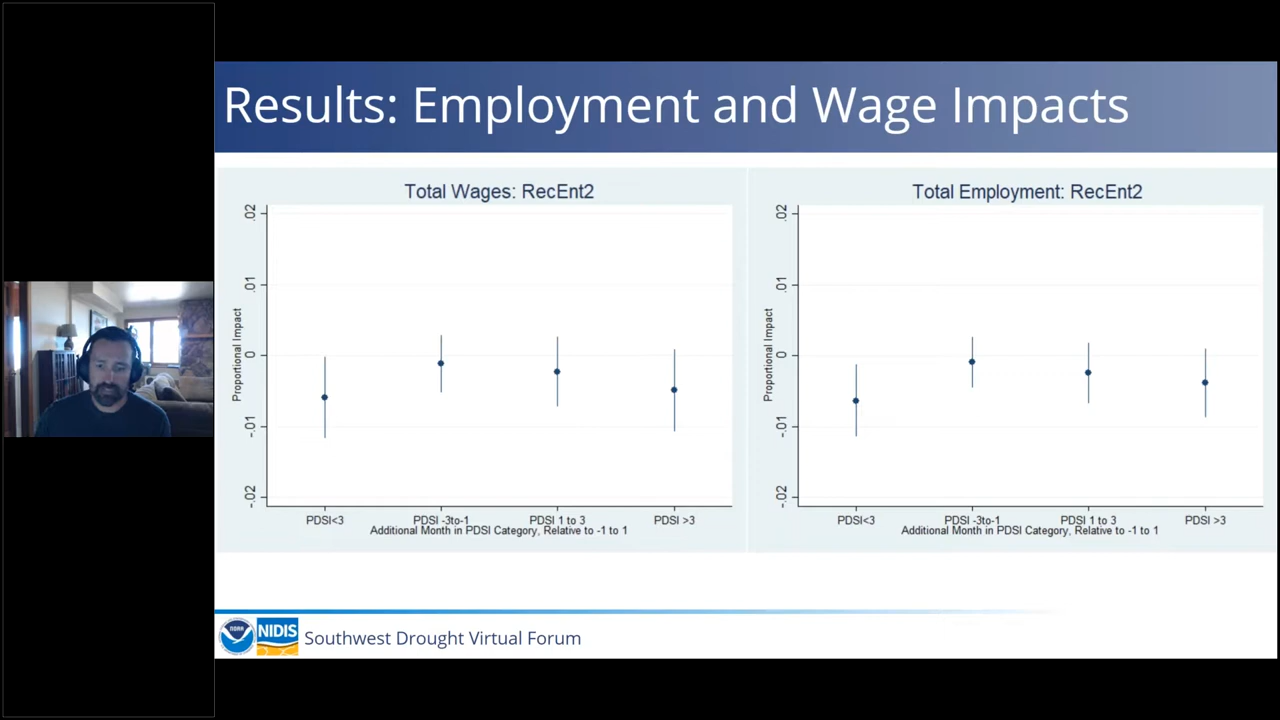 Results: Employment and Wage Impacts
Total Wages: RecEnt2
Proportional Impact
.02
.01
0
-.01
-.02
PDSI<3
PDSI -3to-1
PDSI 1 to 3
PDSI >3
Additional Month in PDSI Category, Relative to -1 to 1
Total Employment: RecEnt2
Proportional Impact
.02
.01
0
-.01
-.02
PDSI<3
PDSI -3to-1
PDSI 1 to 3
PDSI >3
Additional Month in PDSI Category, Relative to -1 to 1
NOAA
NIDIS
Southwest Drought Virtual Forum